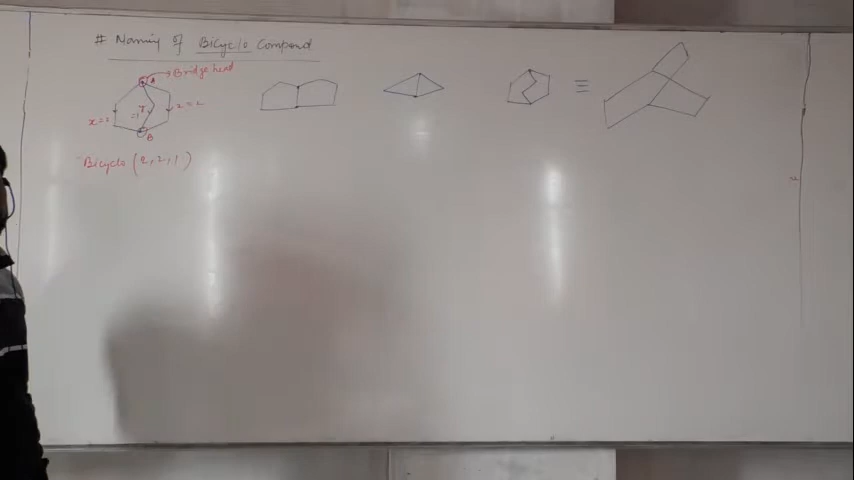 # Naming of Bicyclo Compound
Bridge head
A
x=2
=1
z=2
B
Bicyclo (2,2,1)
≡